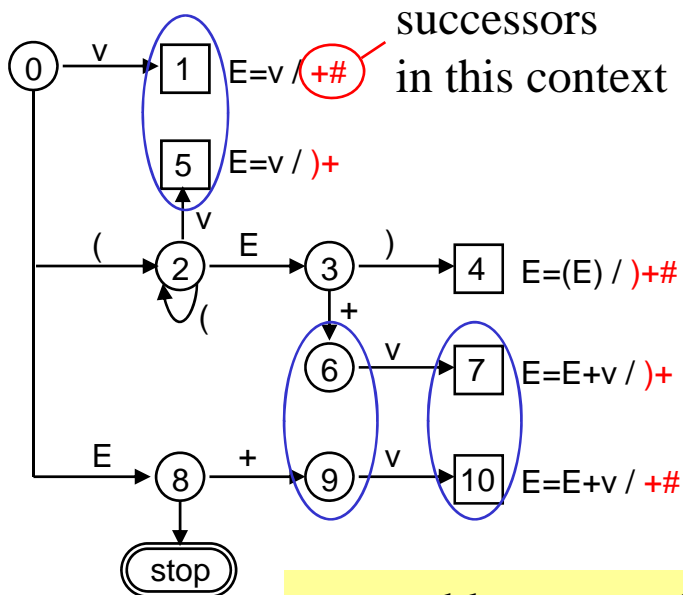 successors
in this context
0 v 1 E=v / +#
5 E=v / )+
v
( 2 E 3 ) 4 E=(E) / )+#
(
+
6 v 7 E=E+v / )+
E 8 + 9 v 10 E=E+v / +#
stop